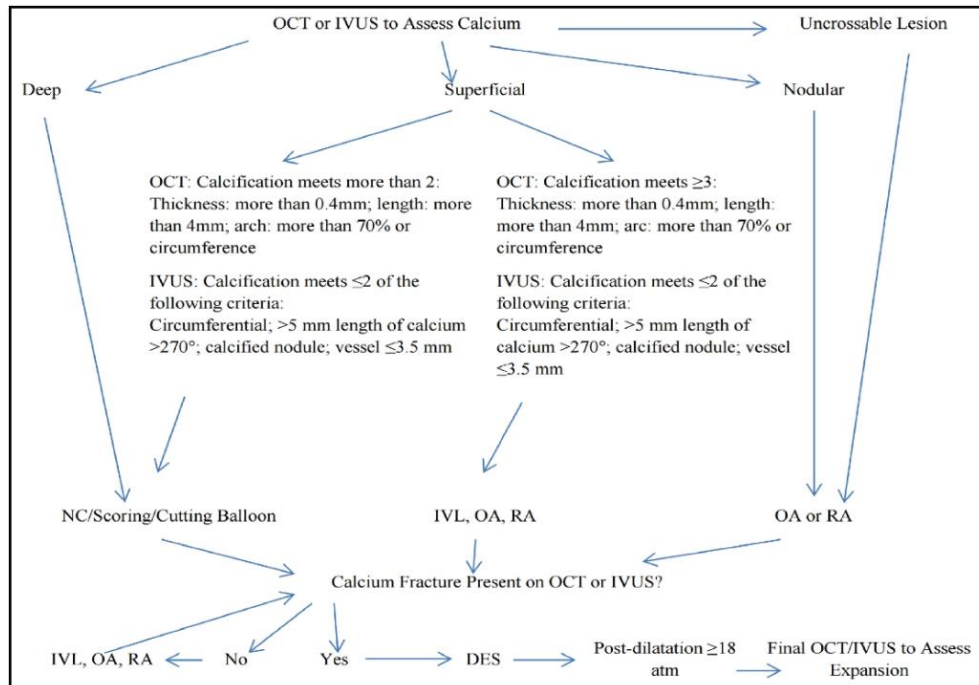 OCT or IVUS to Assess Calcium
Uncrossable Lesion
Deep
Superficial
Nodular
OCT: Calcification meets more than 2:
Thickness: more than 0.4mm; length: more
than 4mm; arch: more than 70% or
circumference
IVUS: Calcification meets ≤2 of the
following criteria:
Circumferential; >5 mm length of calcium
>270°; calcified nodule; vessel ≤3.5 mm
OCT: Calcification meets ≥3:
Thickness: more than 0.4mm; length:
more than 4mm; arc: more than 70% or
circumference
IVUS: Calcification meets ≤2 of the
following criteria:
Circumferential; >5 mm length of
calcium >270°; calcified nodule; vessel
≤3.5 mm
NC/Scoring/Cutting Balloon
IVL, OA, RA
OA or RA
Calcium Fracture Present on OCT or IVUS?
IVL, OA, RA
No
Yes
DES
Post-dilatation ≥18
atm
Final OCT/IVUS to Assess
Expansion